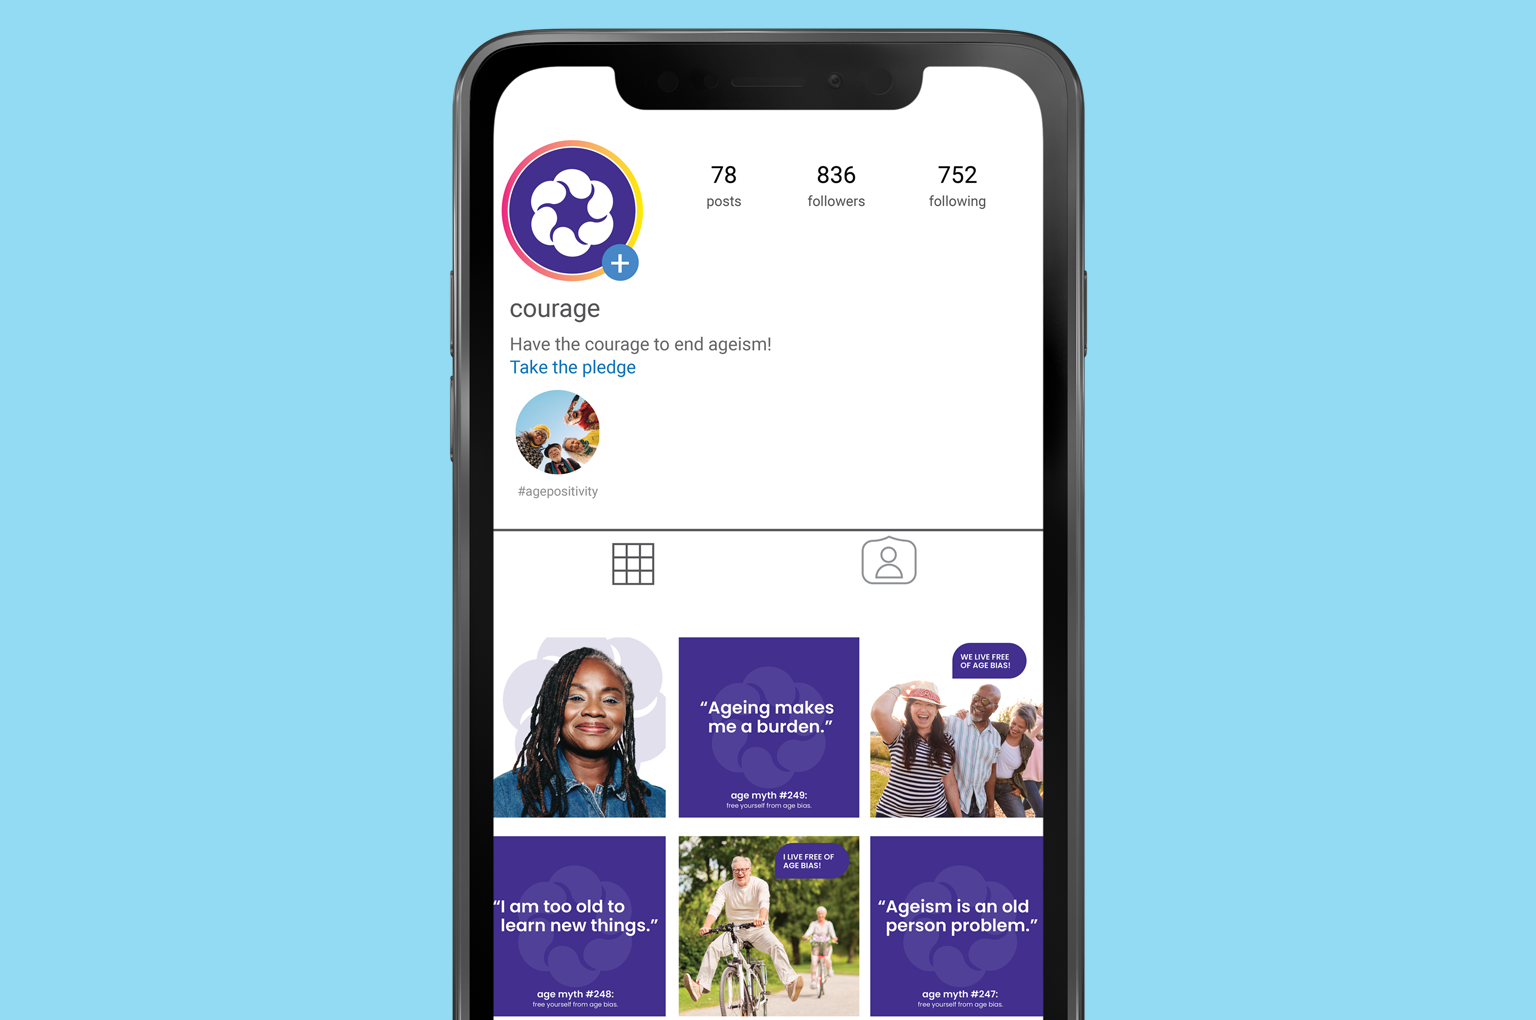 78
posts
836
followers
752
following
courage
Have the courage to end ageism!
Take the pledge
#agepositivity
“Ageing makes
me a burden.”
age myth #249:
free yourself from age bias.
WE LIVE FREE
OF AGE BIAS!
“I am too old to
learn new things.”
age myth #248:
free yourself from age bias.
I LIVE FREE OF
AGE BIAS!
“Ageism is an old
person problem.”
age myth #247:
free yourself from age bias.